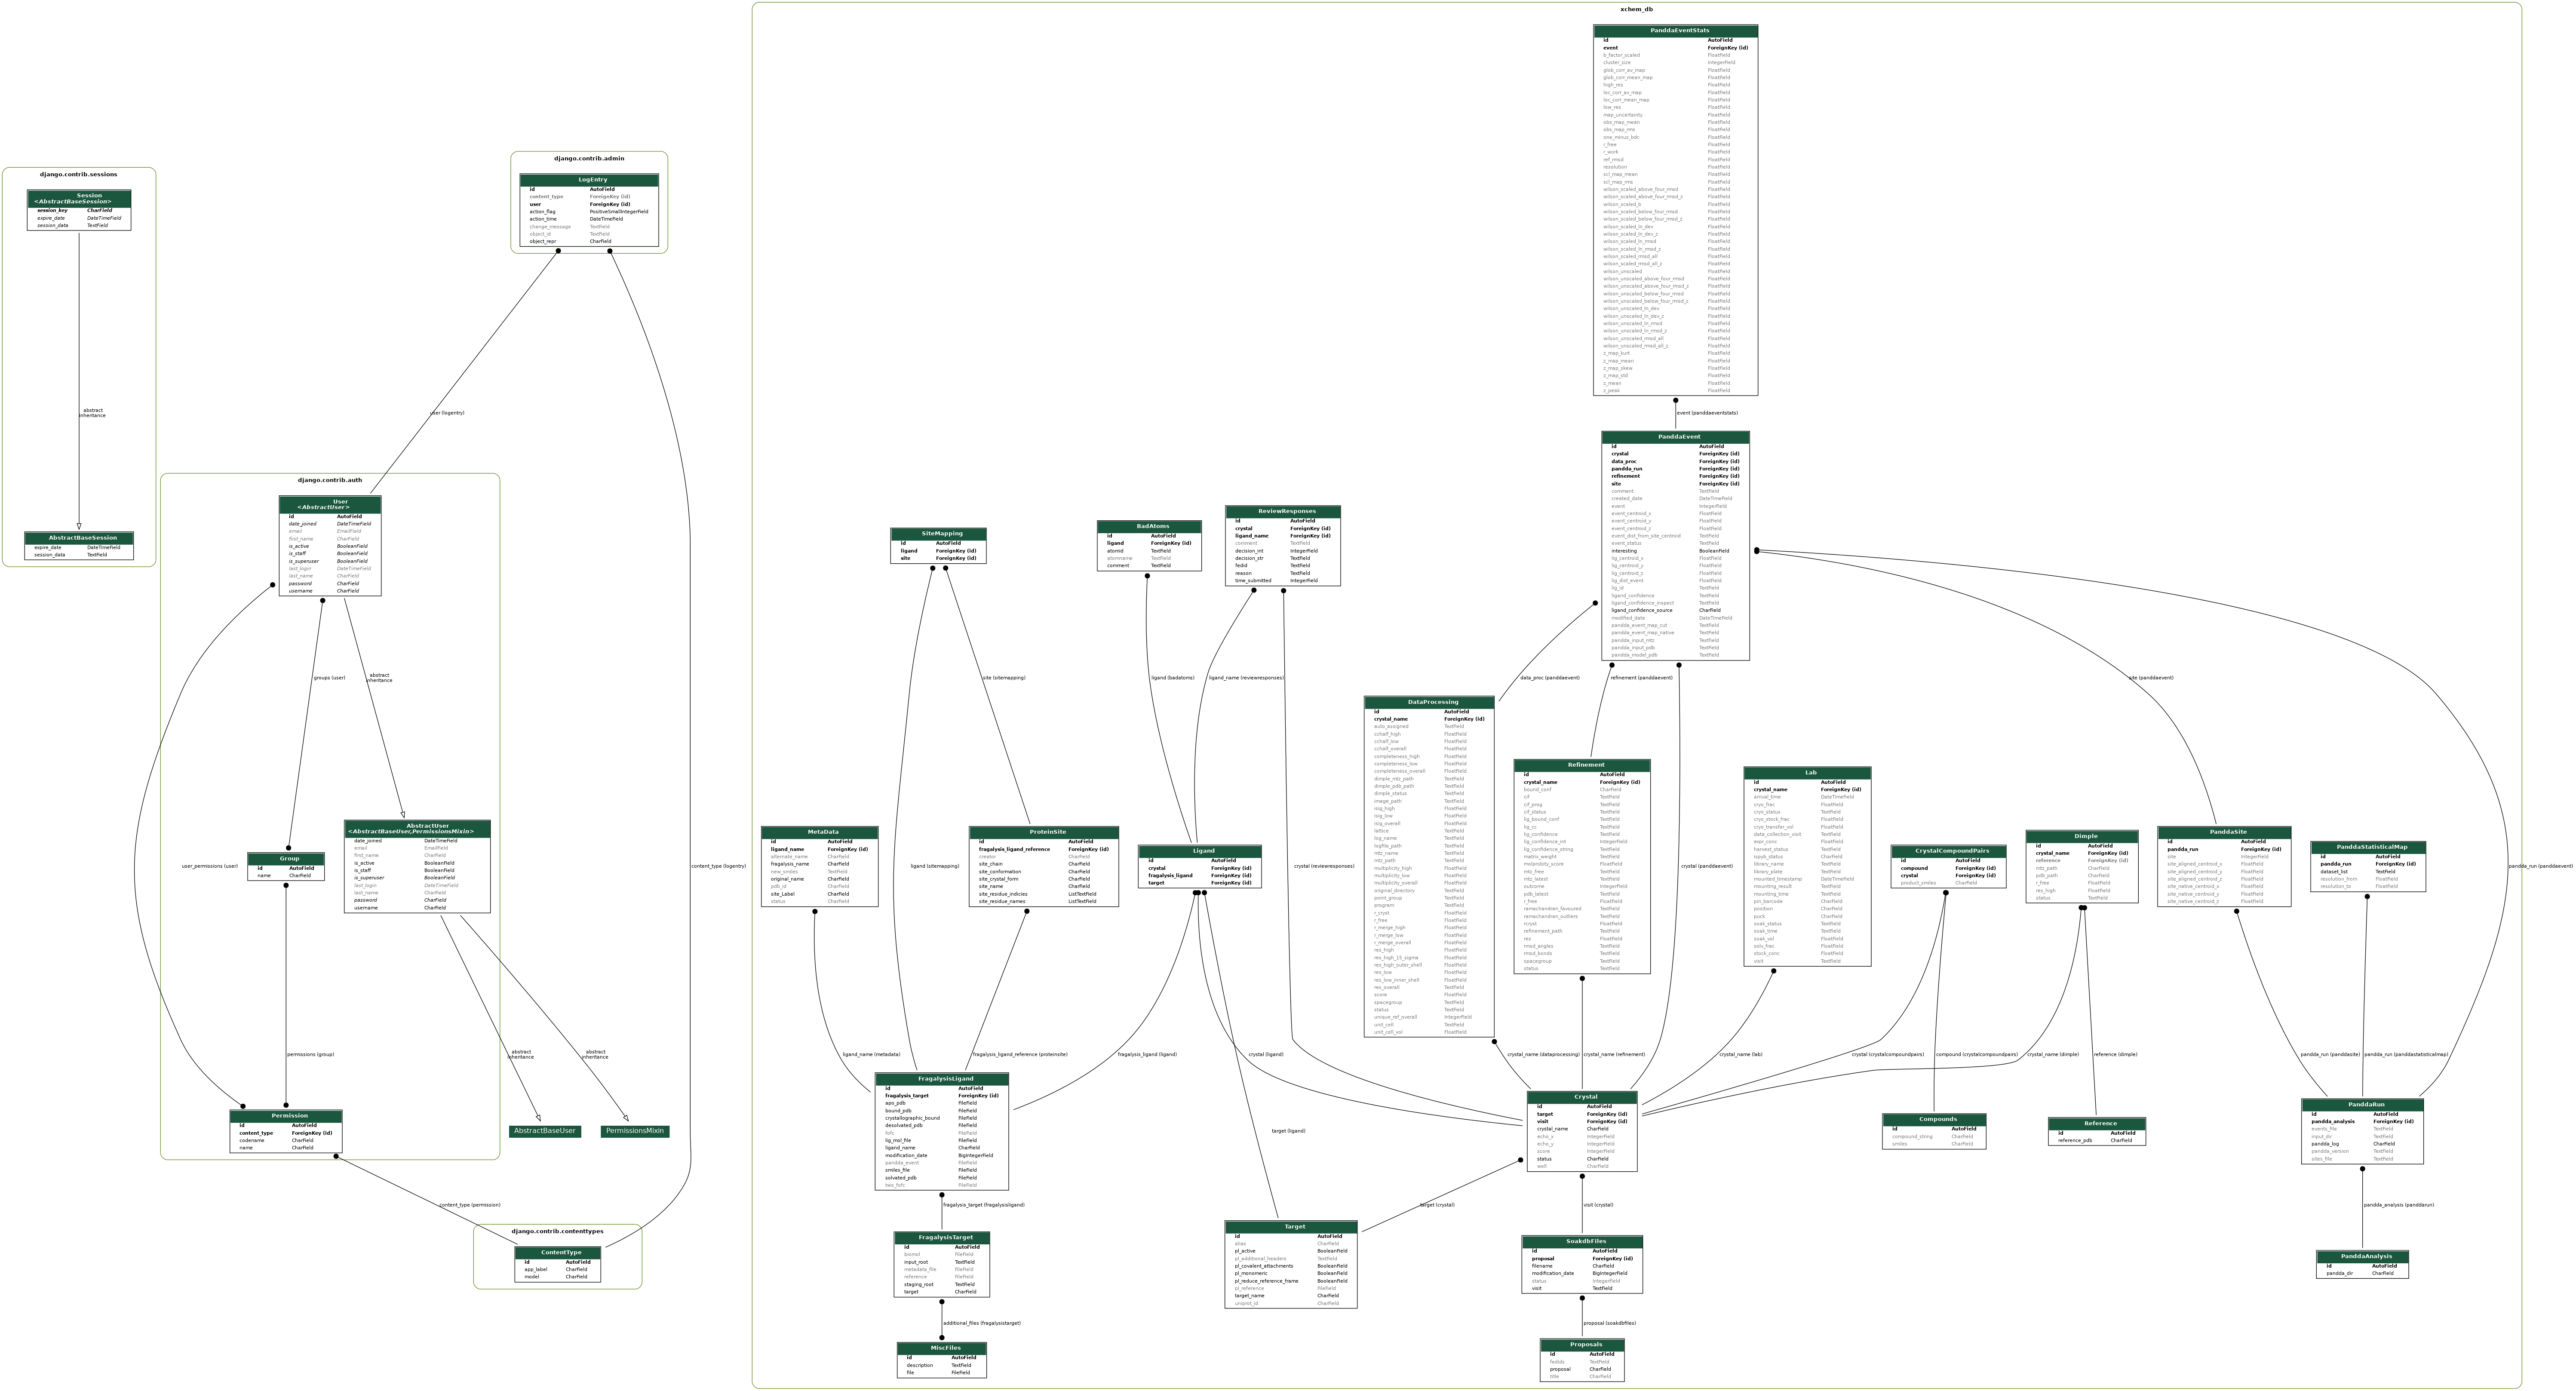 django.contrib.sessions
Session
<AbstractBaseSession>
session_key CharField
expire_date DateTimeField
session_data TextField
abstract
inheritance
AbstractBaseSession
expire_date DateTimeField
session_data TextField
django.contrib.admin
LogEntry
id AutoField
content_type ForeignKey (id)
user ForeignKey (id)
action_flag PositiveSmallIntegerField
action_time DateTimeField
change_message TextField
object_id TextField
object_repr CharField
user (logentry)
content_type (logentry)
django.contrib.auth
User
<AbstractUser>
id AutoField
date_joined DateTimeField
email EmailField
first_name CharField
is_active BooleanField
is_staff BooleanField
is_superuser BooleanField
last_login DateTimeField
last_name CharField
password CharField
username CharField
groups (user)
abstract
inheritance
user_permissions (user)
Group
id AutoField
name CharField
AbstractUser
<AbstractBaseUser,PermissionsMixin>
date_joined DateTimeField
email EmailField
first_name CharField
is_active BooleanField
is_staff BooleanField
is_superuser BooleanField
last_login DateTimeField
last_name CharField
password CharField
username CharField
permissions (group)
abstract
inheritance
abstract
inheritance
Permission
id AutoField
content_type ForeignKey (id)
codename CharField
name CharField
AbstractBaseUser
PermissionsMixin
content_type (permission)
django.contrib.contenttypes
ContentType
id AutoField
app_label CharField
model CharField
xchem_db
PanddaEventStats
id AutoField
event ForeignKey (id)
b_factor_scaled FloatField
cluster_size IntegerField
glob_corr_av_map FloatField
glob_corr_mean_map FloatField
high_res FloatField
loc_corr_av_map FloatField
loc_corr_mean_map FloatField
low_res FloatField
map_uncertainty FloatField
obs_map_mean FloatField
obs_map_rms FloatField
one_minus_bdc FloatField
r_free FloatField
r_work FloatField
ref_rmsd FloatField
resolution FloatField
scl_map_mean FloatField
scl_map_rms FloatField
wilson_scaled_above_four_rmsd FloatField
wilson_scaled_above_four_rmsd_z FloatField
wilson_scaled_b FloatField
wilson_scaled_below_four_rmsd FloatField
wilson_scaled_below_four_rmsd_z FloatField
wilson_scaled_ln_dev FloatField
wilson_scaled_ln_dev_z FloatField
wilson_scaled_ln_rmsd FloatField
wilson_scaled_ln_rmsd_z FloatField
wilson_scaled_rmsd_all FloatField
wilson_scaled_rmsd_all_z FloatField
wilson_unscaled FloatField
wilson_unscaled_above_four_rmsd FloatField
wilson_unscaled_above_four_rmsd_z FloatField
wilson_unscaled_below_four_rmsd FloatField
wilson_unscaled_below_four_rmsd_z FloatField
wilson_unscaled_ln_dev FloatField
wilson_unscaled_ln_dev_z FloatField
wilson_unscaled_ln_rmsd FloatField
wilson_unscaled_ln_rmsd_z FloatField
wilson_unscaled_rmsd_all FloatField
wilson_unscaled_rmsd_all_z FloatField
z_map_kurt FloatField
z_map_mean FloatField
z_map_skew FloatField
z_map_std FloatField
z_mean FloatField
z_peak FloatField
event (panddaeventstats)
PanddaEvent
id AutoField
crystal ForeignKey (id)
data_proc ForeignKey (id)
pandda_run ForeignKey (id)
refinement ForeignKey (id)
site ForeignKey (id)
comment TextField
created_date DateTimeField
event IntegerField
event_centroid_x FloatField
event_centroid_y FloatField
event_centroid_z FloatField
event_dist_from_site_centroid TextField
event_status TextField
interesting BooleanField
lig_centroid_x FloatField
lig_centroid_y FloatField
lig_centroid_z FloatField
lig_dist_event FloatField
lig_id TextField
ligand_confidence TextField
ligand_confidence_inspect TextField
ligand_confidence_source CharField
modified_date DateTimeField
pandda_event_map_cut TextField
pandda_event_map_native TextField
pandda_input_mtz TextField
pandda_input_pdb TextField
pandda_model_pdb TextField
SiteMapping
id AutoField
ligand ForeignKey (id)
site ForeignKey (id)
BadAtoms
id AutoField
ligand ForeignKey (id)
atomid TextField
atomname TextField
comment TextField
ReviewResponses
id AutoField
crystal ForeignKey (id)
ligand_name ForeignKey (id)
comment TextField
decision_int IntegerField
decision_str TextField
fedid TextField
reason TextField
time_submitted IntegerField
site (sitemapping)
ligand (badatoms)
ligand_name (reviewresponses)
data_proc (panddaevent)
refinement (panddaevent)
site (panddaevent)
ligand (sitemapping)
crystal (reviewresponses)
crystal (panddaevent)
pandda_run (panddaevent)
MetaData
id AutoField
ligand_name ForeignKey (id)
alternate_name CharField
fragalysis_name CharField
new_smiles TextField
original_name CharField
pdb_id CharField
site_Label CharField
status CharField
ProteinSite
id AutoField
fragalysis_ligand_reference ForeignKey (id)
creator CharField
site_chain CharField
site_conformation CharField
site_crystal_form CharField
site_name CharField
site_residue_indicies ListTextField
site_residue_names ListTextField
Ligand
id AutoField
crystal ForeignKey (id)
fragalysis_ligand ForeignKey (id)
target ForeignKey (id)
DataProcessing
id AutoField
crystal_name ForeignKey (id)
auto_assigned TextField
cchalf_high FloatField
cchalf_low FloatField
cchalf_overall FloatField
completeness_high FloatField
completeness_low FloatField
completeness_overall FloatField
dimple_mtz_path TextField
dimple_pdb_path TextField
dimple_status TextField
image_path TextField
isig_high FloatField
isig_low FloatField
isig_overall FloatField
lattice TextField
log_name TextField
logfile_path TextField
mtz_name TextField
mtz_path TextField
multiplicity_high FloatField
multiplicity_low FloatField
multiplicity_overall FloatField
original_directory TextField
point_group TextField
program TextField
r_cryst FloatField
r_free FloatField
r_merge_high FloatField
r_merge_low FloatField
r_merge_overall FloatField
res_high FloatField
res_high_15_sigma FloatField
res_high_outer_shell FloatField
res_low FloatField
res_low_inner_shell FloatField
res_overall TextField
score FloatField
spacegroup TextField
status TextField
unique_ref_overall IntegerField
unit_cell TextField
unit_cell_vol FloatField
Refinement
id AutoField
crystal_name ForeignKey (id)
bound_conf CharField
cif TextField
cif_prog TextField
cif_status TextField
lig_bound_conf TextField
lig_cc TextField
lig_confidence TextField
lig_confidence_int IntegerField
lig_confidence_string TextField
matrix_weight TextField
molprobity_score FloatField
mtz_free TextField
mtz_latest TextField
outcome IntegerField
pdb_latest TextField
r_free FloatField
ramachandran_favoured TextField
ramachandran_outliers TextField
rcryst FloatField
refinement_path TextField
res FloatField
rmsd_angles TextField
rmsd_bonds TextField
spacegroup TextField
status TextField
Lab
id AutoField
crystal_name ForeignKey (id)
arrival_time DateTimeField
cryo_frac FloatField
cryo_status TextField
cryo_stock_frac FloatField
cryo_transfer_vol FloatField
data_collection_visit TextField
expr_conc FloatField
harvest_status TextField
ispyb_status CharField
library_name TextField
library_plate TextField
mounted_timestamp DateTimeField
mounting_result TextField
mounting_time TextField
pin_barcode CharField
position CharField
puck CharField
soak_status TextField
soak_time TextField
soak_vol FloatField
solv_frac FloatField
stock_conc FloatField
visit TextField
CrystalCompoundPairs
id AutoField
compound ForeignKey (id)
crystal ForeignKey (id)
product_smiles CharField
Dimple
id AutoField
crystal_name ForeignKey (id)
reference ForeignKey (id)
mtz_path CharField
pdb_path CharField
r_free FloatField
res_high FloatField
status TextField
PanddaSite
id AutoField
pandda_run ForeignKey (id)
site IntegerField
site_aligned_centroid_x FloatField
site_aligned_centroid_y FloatField
site_aligned_centroid_z FloatField
site_native_centroid_x FloatField
site_native_centroid_y FloatField
site_native_centroid_z FloatField
PanddaStatisticalMap
id AutoField
pandda_run ForeignKey (id)
dataset_list TextField
resolution_from FloatField
resolution_to FloatField
ligand_name (metadata)
fragalysis_ligand_reference (proteinsite)
fragalysis_ligand (ligand)
crystal (ligand)
crystal_name (dataprocessing)
crystal_name (refinement)
crystal_name (lab)
crystal (crystalcompoundpairs)
compound (crystalcompoundpairs)
crystal_name (dimple)
reference (dimple)
pandda_run (panddasite)
pandda_run (panddastatisticalmap)
FragalysisLigand
id AutoField
fragalysis_target ForeignKey (id)
apo_pdb FileField
bound_pdb FileField
crystallographic_bound FileField
desolvated_pdb FileField
fofc FileField
lig_mol_file FileField
ligand_name CharField
modification_date BigIntegerField
pandda_event FileField
smiles_file FileField
solvated_pdb FileField
two_fofc FileField
target (ligand)
Crystal
id AutoField
target ForeignKey (id)
visit ForeignKey (id)
crystal_name CharField
echo_x IntegerField
echo_y IntegerField
score IntegerField
status CharField
well CharField
Compounds
id AutoField
compound_string CharField
smiles CharField
Reference
id AutoField
reference_pdb CharField
PanddaRun
id AutoField
pandda_analysis ForeignKey (id)
events_file TextField
input_dir TextField
pandda_log CharField
pandda_version TextField
sites_file TextField
fragalysis_target (fragalysisligand)
target (crystal)
visit (crystal)
pandda_analysis (panddarun)
FragalysisTarget
id AutoField
biomol FileField
input_root TextField
metadata_file FileField
reference FileField
staging_root TextField
target CharField
Target
id AutoField
alias CharField
pl_active BooleanField
pl_additional_headers TextField
pl_covalent_attachments BooleanField
pl_monomeric BooleanField
pl_reduce_reference_frame BooleanField
pl_reference FileField
target_name CharField
uniprot_id CharField
SoakdbFiles
id AutoField
proposal ForeignKey (id)
filename CharField
modification_date BigIntegerField
status IntegerField
visit TextField
PanddaAnalysis
id AutoField
pandda_dir CharField
additional_files (fragalysistarget)
proposal (soakdbfiles)
MiscFiles
id AutoField
description TextField
file FileField
Proposals
id AutoField
fedids TextField
proposal CharField
title CharField